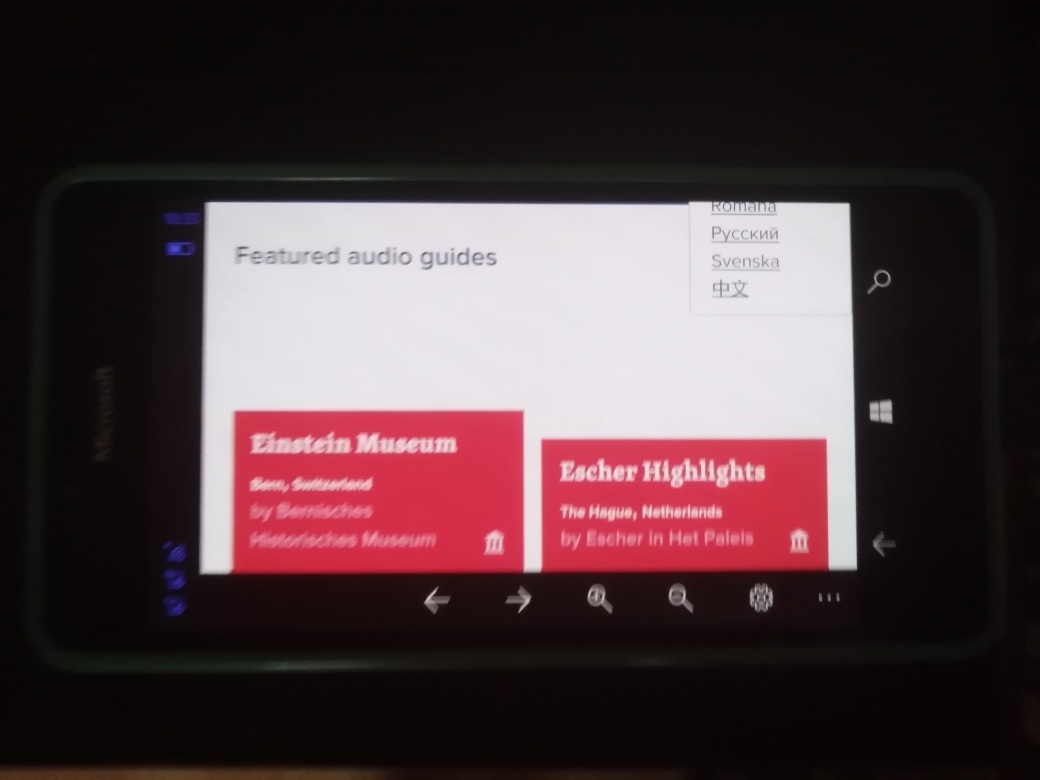 Microsoft
Featured audio guides
Română
Русский
Svenska
中文
Einstein Museum
Bern, Switzerland
by Bernisches
Historisches Museum
Escher Highlights
The Hague, Netherlands
by Escher in Het Paleis